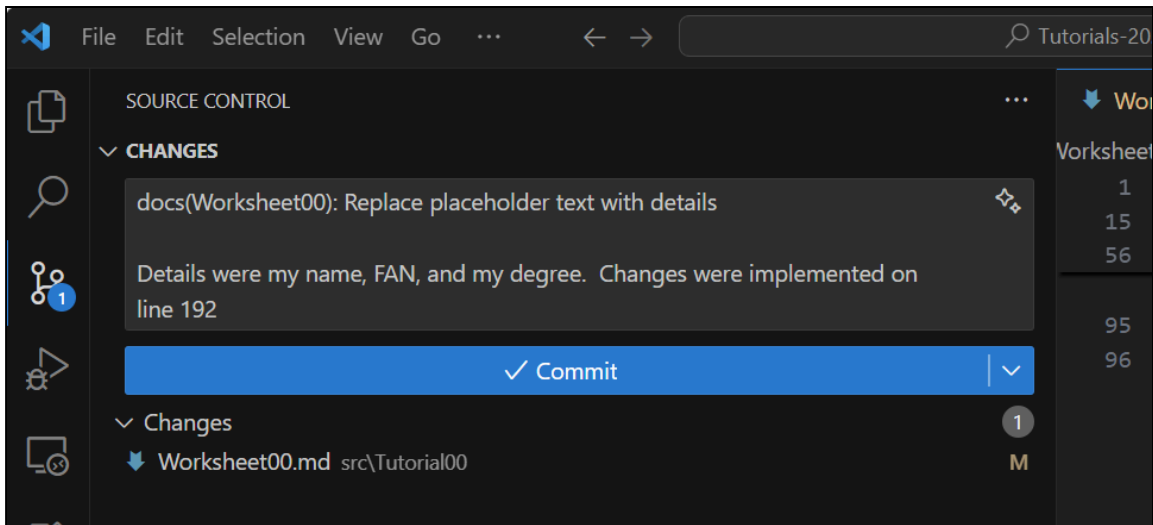 File Edit Selection View Go ···
Tutorials-20
SOURCE CONTROL ···
CHANGES
docs(Worksheet00): Replace placeholder text with details
Details were my name, FAN, and my degree.  Changes were implemented on
line 192
Commit
Changes 1
Worksheet00.md src\Tutorial00 M
1
Wor
Worksheet
1
15
56
95
96